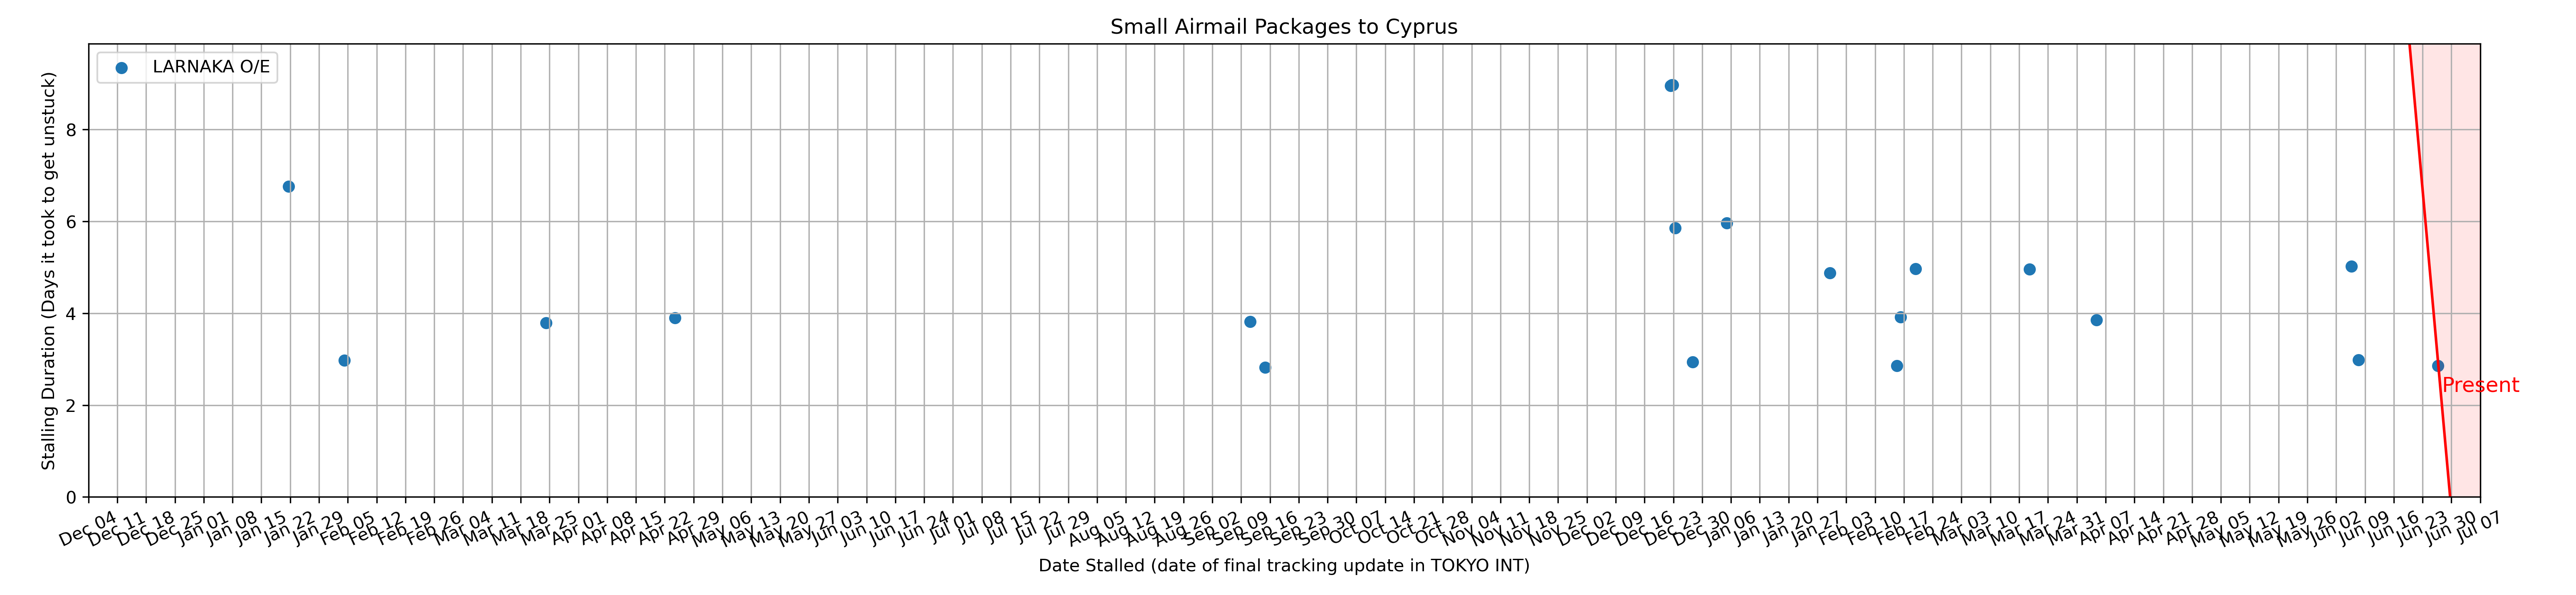 Small Airmail Packages to Cyprus
LARNAKA O/E
Stalling Duration (Days it took to get unstuck)
8
6
4
2
0
Present
Dec 04 Dec 11 Dec 18 Dec 25 Jan 01 Jan 08 Jan 15 Jan 22 Jan 29 Feb 05 Feb 12 Feb 19 Feb 26 Mar 04 Mar 11 Mar 18 Mar 25 Apr 01 Apr 08 Apr 15 Apr 22 Apr 29 May 06 May 13 May 20 May 27 Jun 03 Jun 10 Jun 17 Jun 24 Jul 01 Jul 08 Jul 15 Jul 22 Jul 29 Aug 05 Aug 12 Aug 19 Aug 26 Sep 02 Sep 09 Sep 16 Sep 23 Sep 30 Oct 07 Oct 14 Oct 21 Oct 28 Nov 04 Nov 11 Nov 18 Nov 25 Dec 02 Dec 09 Dec 16 Dec 23 Dec 30 Jan 06 Jan 13 Jan 20 Jan 27 Feb 03 Feb 10 Feb 17 Feb 24 Mar 03 Mar 10 Mar 17 Mar 24 Mar 31 Apr 07 Apr 14 Apr 21 Apr 28 May 05 May 12 May 19 May 26 Jun 02 Jun 09 Jun 16 Jun 23 Jun 30 Jul 07
Date Stalled (date of final tracking update in TOKYO INT)